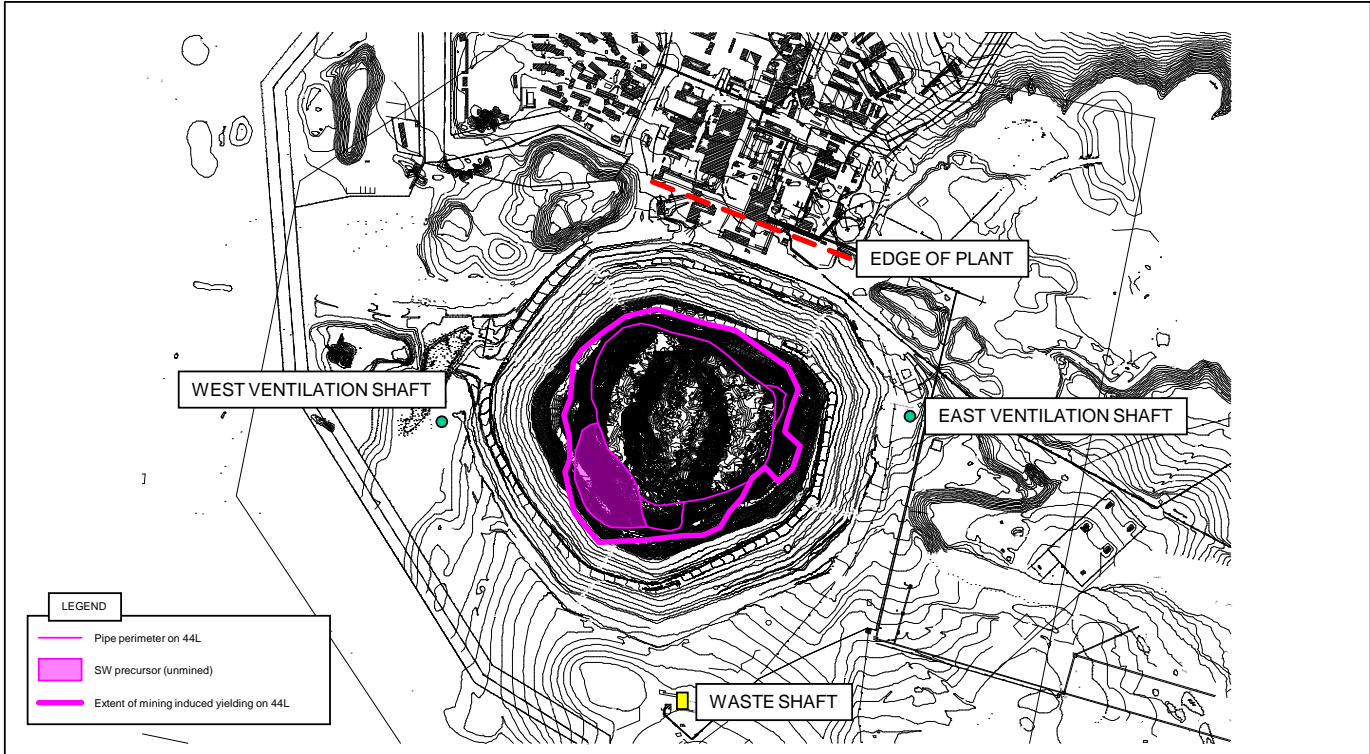 EDGE OF PLANT
WEST VENTILATION SHAFT
EAST VENTILATION SHAFT
LEGEND
Pipe perimeter on 44L
SW precursor (unmined)
Extent of mining induced yielding on 44L
WASTE SHAFT